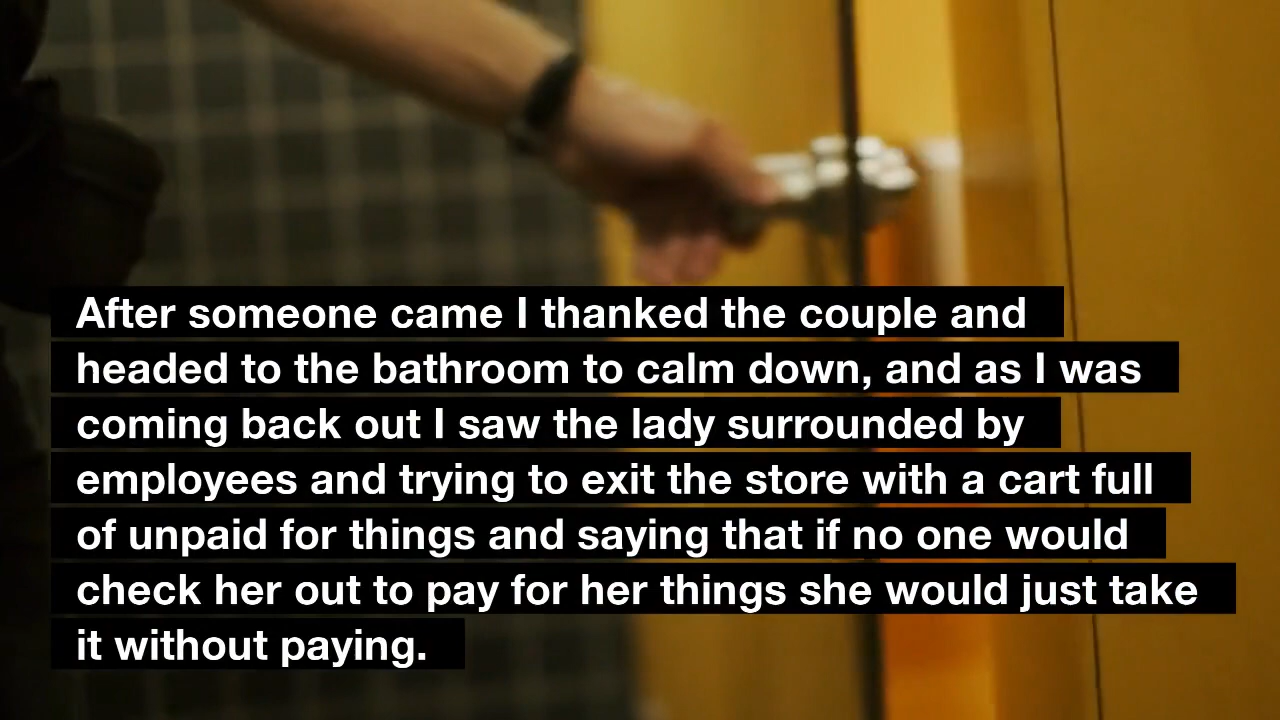 After someone came I thanked the couple and
headed to the bathroom to calm down, and as I was
coming back out I saw the lady surrounded by
employees and trying to exit the store with a cart full
of unpaid for things and saying that if no one would
check her out to pay for her things she would just take
it without paying.